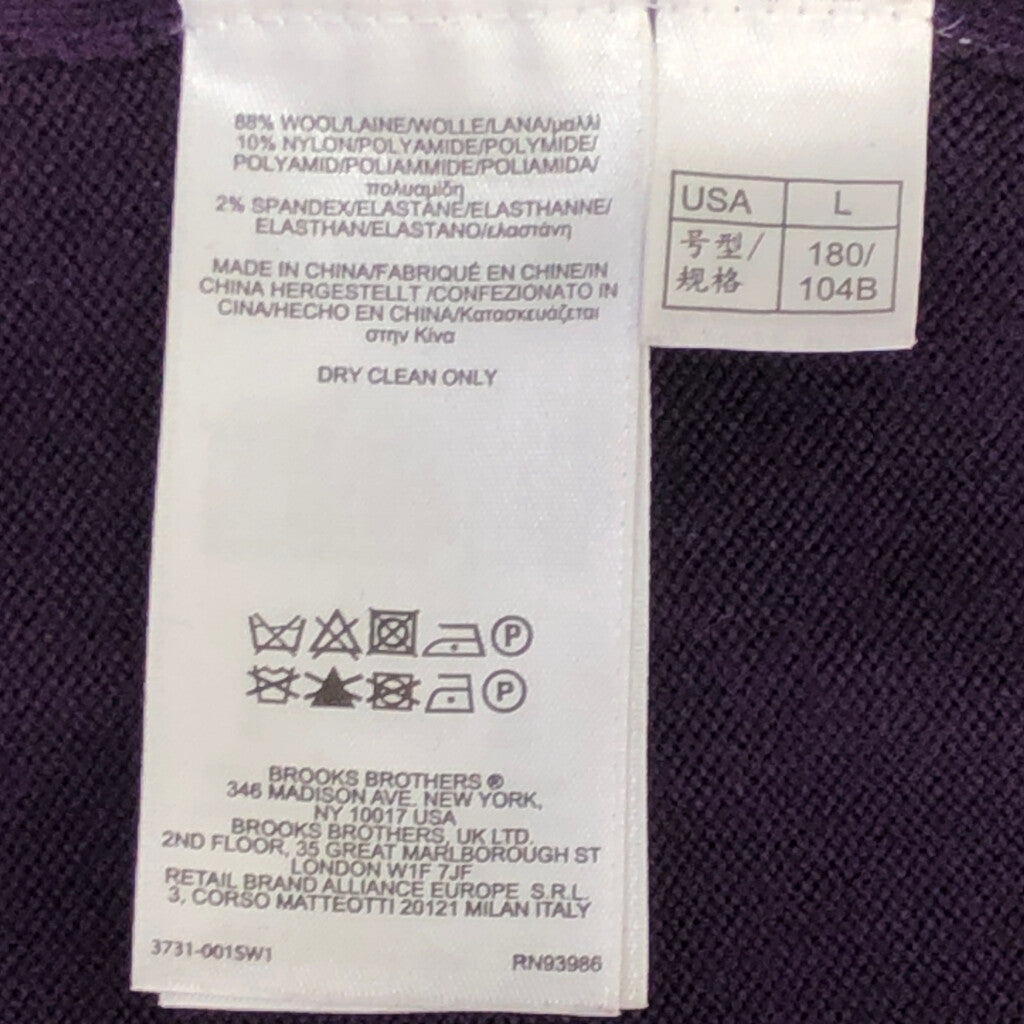 88% WOOL/LAINE/WOLLE/LANA/μαλλί
10% NYLON/POLYAMIDE/POLYMIDE/
POLYAMID/POLIAMMIDE/POLIAMIDA/
πολυαμίδη
2% SPANDEX/ELASTANE/ELASTHANNE/
ELASTHAN/ELASTANO/ελαστάνη
MADE IN CHINA/FABRIQUÉ EN CHINE/IN
CHINA HERGESTELLT /CONFEZIONATO IN
CINA/HECHO EN CHINA/Κατασκευάζεται
στην Κίνα
DRY CLEAN ONLY
P
P
BROOKS BROTHERS ®
346 MADISON AVE. NEW YORK,
NY 10017 USA
BROOKS BROTHERS, UK LTD.
2ND FLOOR, 35 GREAT MARLBOROUGH ST
LONDON W1F 7JF
RETAIL BRAND ALLIANCE EUROPE S.R.L.
3, CORSO MATTEOTTI 20121 MILAN ITALY
3731-001SW1
RN93986
USA L
号型/ 180/
规格 104B